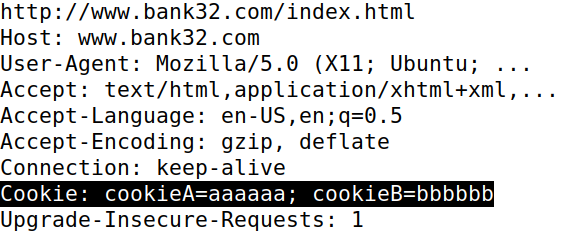 http://www.bank32.com/index.html
Host: www.bank32.com
User-Agent: Mozilla/5.0 (X11; Ubuntu; ...
Accept: text/html,application/xhtml+xml,...
Accept-Language: en-US,en;q=0.5
Accept-Encoding: gzip, deflate
Connection: keep-alive
Cookie: cookieA=aaaaaa; cookieB=bbbbbb
Upgrade-Insecure-Requests: 1